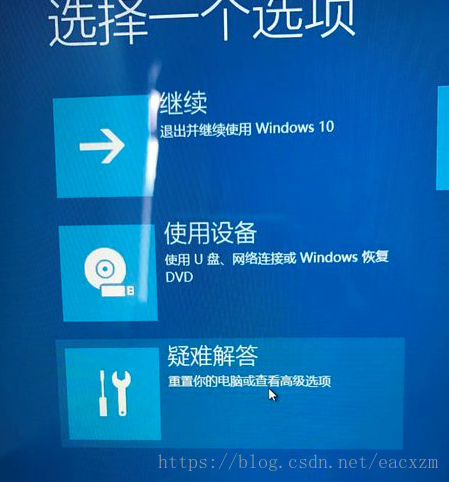 选择一个选项
继续
退出并继续使用 Windows 10
使用设备
使用 U 盘、网络连接或 Windows 恢复
DVD
疑难解答
重置你的电脑或查看高级选项
https://blog.csdn.net/eacxzm